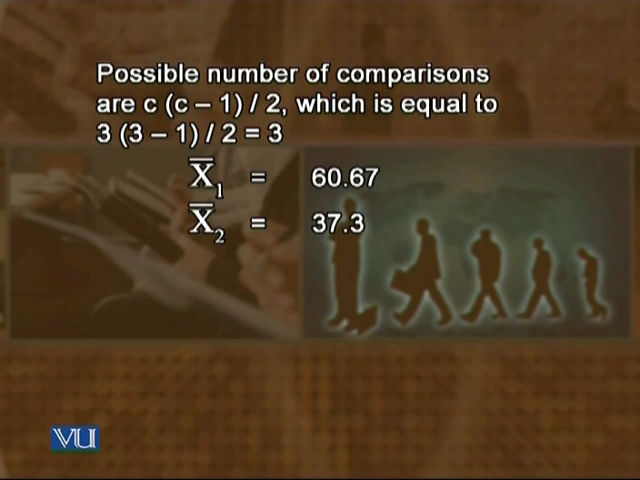 Possible number of comparisons
are c (c – 1) / 2, which is equal to
3 (3 – 1) / 2 = 3
X̅₁ = 60.67
X̅₂ = 37.3
VU